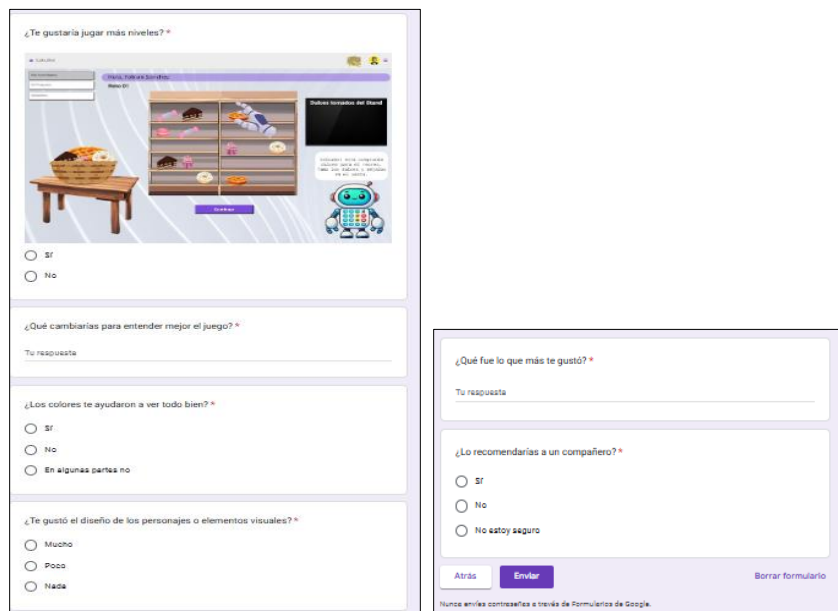 ¿Te gustaría jugar más niveles? *
Dulces tomados del Stand
Sí
No
¿Qué cambiarías para entender mejor el juego? *
Tu respuesta
¿Los colores te ayudaron a ver todo bien? *
Sí
No
En algunas partes no
¿Te gustó el diseño de los personajes o elementos visuales? *
Mucho
Poco
Nada
¿Qué fue lo que más te gustó? *
Tu respuesta
¿Lo recomendarías a un compañero? *
Sí
No
No estoy seguro
Atrás
Enviar
Borrar formulario
Nunca envíes contraseñas a través de Formularios de Google.